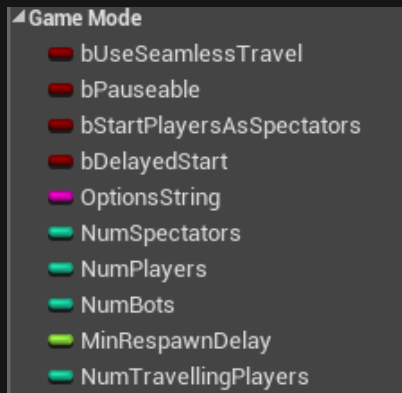 Game Mode
bUseSeamlessTravel
bPauseable
bStartPlayersAsSpectators
bDelayedStart
OptionsString
NumSpectators
NumPlayers
NumBots
MinRespawnDelay
NumTravellingPlayers